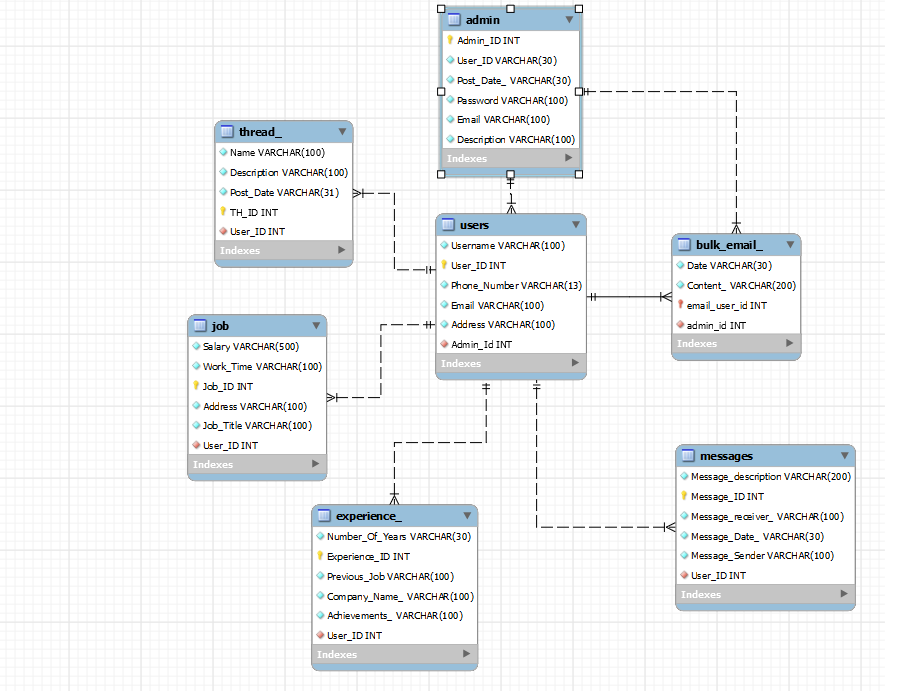 admin
Admin_ID INT
User_ID VARCHAR(30)
Post_Date_ VARCHAR(30)
Password VARCHAR(100)
Email VARCHAR(100)
Description VARCHAR(100)
Indexes
thread_
Name VARCHAR(100)
Description VARCHAR(100)
Post_Date VARCHAR(31)
TH_ID INT
User_ID INT
Indexes
users
Username VARCHAR(100)
User_ID INT
Phone_Number VARCHAR(13)
Email VARCHAR(100)
Address VARCHAR(100)
Admin_Id INT
Indexes
bulk_email_
Date VARCHAR(30)
Content_ VARCHAR(200)
email_user_id INT
admin_id INT
Indexes
job
Salary VARCHAR(500)
Work_Time VARCHAR(100)
Job_ID INT
Address VARCHAR(100)
Job_Title VARCHAR(100)
User_ID INT
Indexes
experience_
Number_Of_Years VARCHAR(30)
Experience_ID INT
Previous_Job VARCHAR(100)
Company_Name_ VARCHAR(100)
Achievements_ VARCHAR(100)
User_ID INT
Indexes
messages
Message_description VARCHAR(200)
Message_ID INT
Message_receiver_ VARCHAR(100)
Message_Date_ VARCHAR(30)
Message_Sender VARCHAR(100)
User_ID INT
Indexes